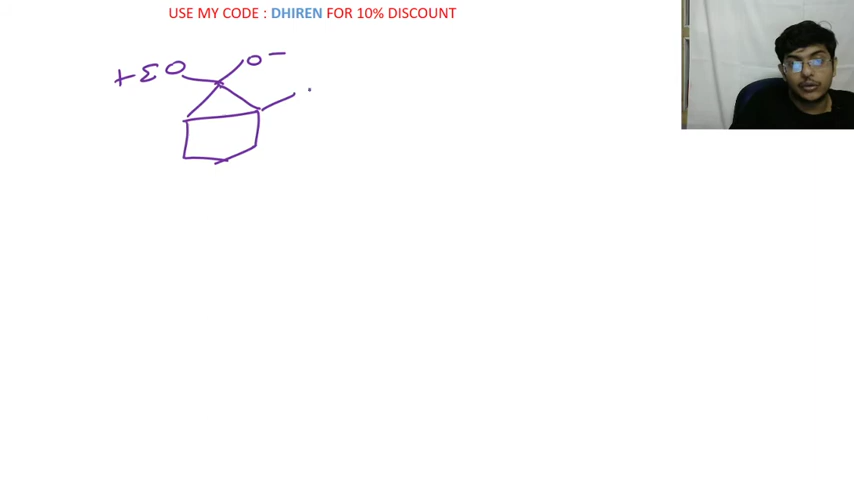 USE MY CODE : DHIREN FOR 10% DISCOUNT
O –
+ Σ O